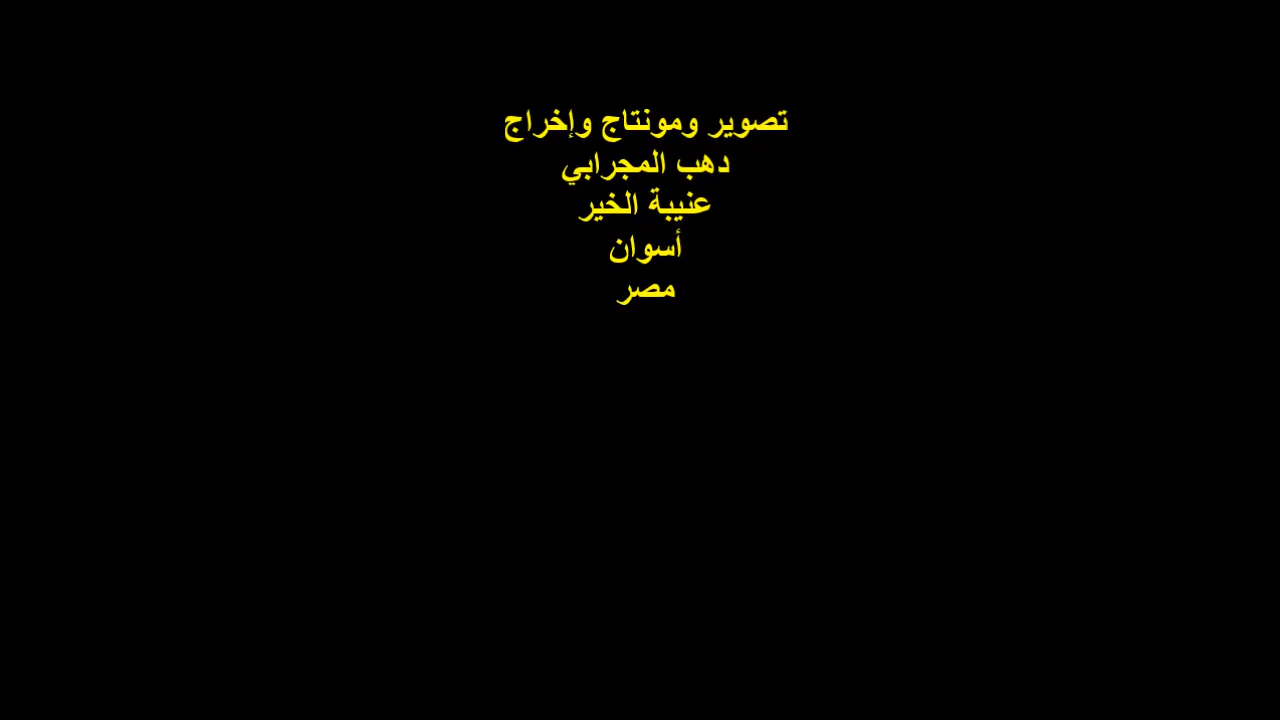 تصوير ومونتاج وإخراج
دهب المجرابي
عنيبة الخير
أسوان
مصر